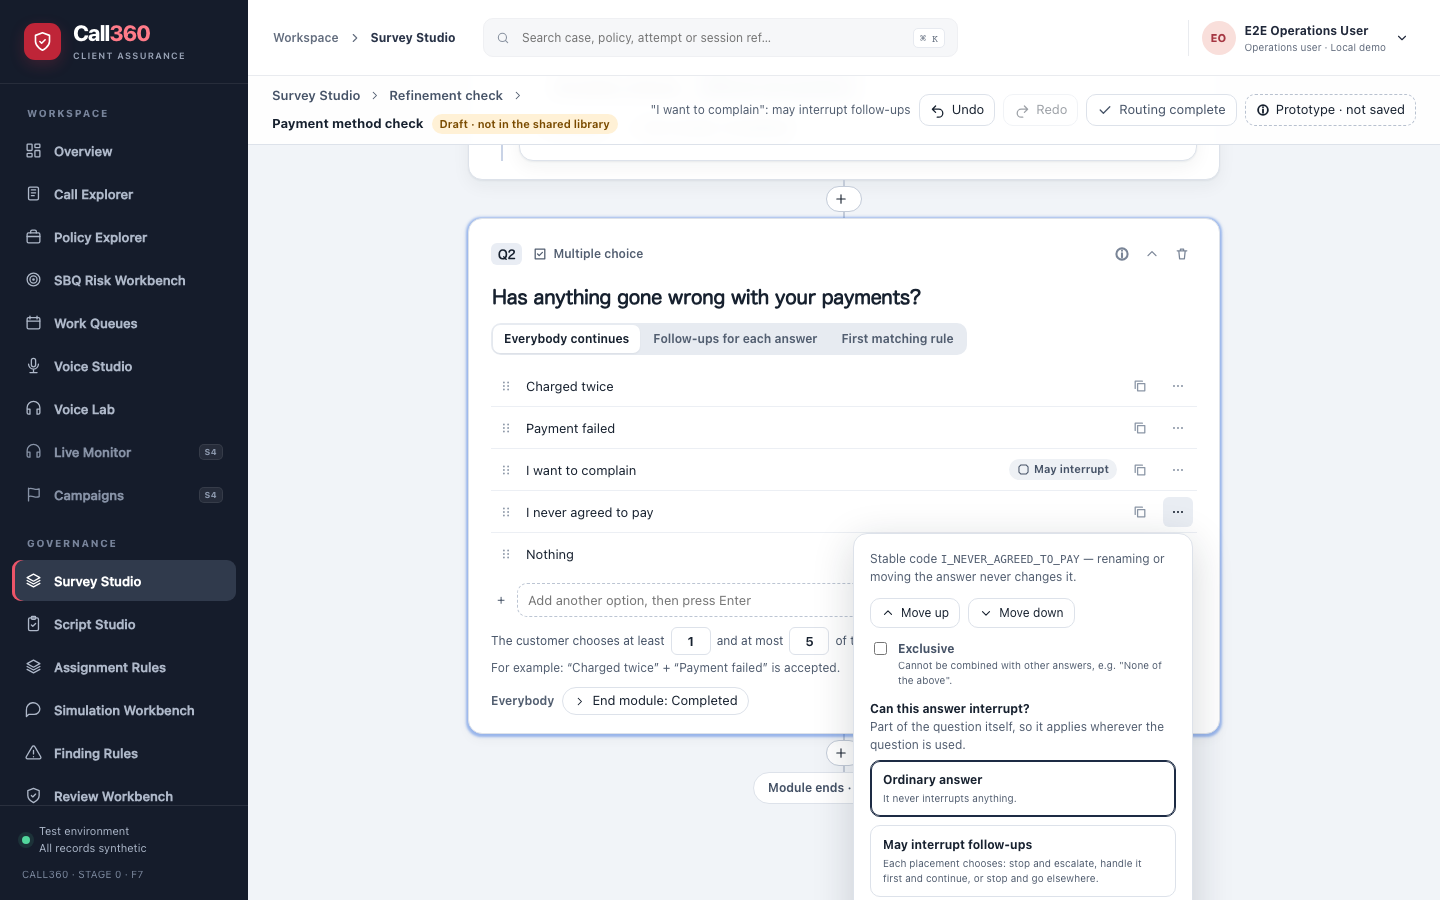 Call360
CLIENT ASSURANCE
WORKSPACE
Overview
Call Explorer
Policy Explorer
SBQ Risk Workbench
Work Queues
Voice Studio
Voice Lab
Live Monitor S4
Campaigns S4
GOVERNANCE
Survey Studio
Script Studio
Assignment Rules
Simulation Workbench
Finding Rules
Review Workbench
Test environment
All records synthetic
CALL360 · STAGE 0 · F7
Workspace > Survey Studio
Search case, policy, attempt or session ref... ⌘ K
EO
E2E Operations User
Operations user · Local demo
Survey Studio > Refinement check >
Payment method check Draft · not in the shared library
"I want to complain": may interrupt follow-ups
Undo
Redo
Routing complete
Prototype · not saved
Q2 Multiple choice
Has anything gone wrong with your payments?
Everybody continues Follow-ups for each answer First matching rule
Charged twice
Payment failed
I want to complain May interrupt
I never agreed to pay
Nothing
+ Add another option, then press Enter
The customer chooses at least 1 and at most 5 of t
For example: “Charged twice” + “Payment failed” is accepted.
Everybody > End module: Completed
Module ends ·
Stable code I_NEVER_AGREED_TO_PAY — renaming or
moving the answer never changes it.
Move up Move down
Exclusive
Cannot be combined with other answers, e.g. "None of
the above".
Can this answer interrupt?
Part of the question itself, so it applies wherever the
question is used.
Ordinary answer
It never interrupts anything.
May interrupt follow-ups
Each placement chooses: stop and escalate, handle it
first and continue, or stop and go elsewhere.